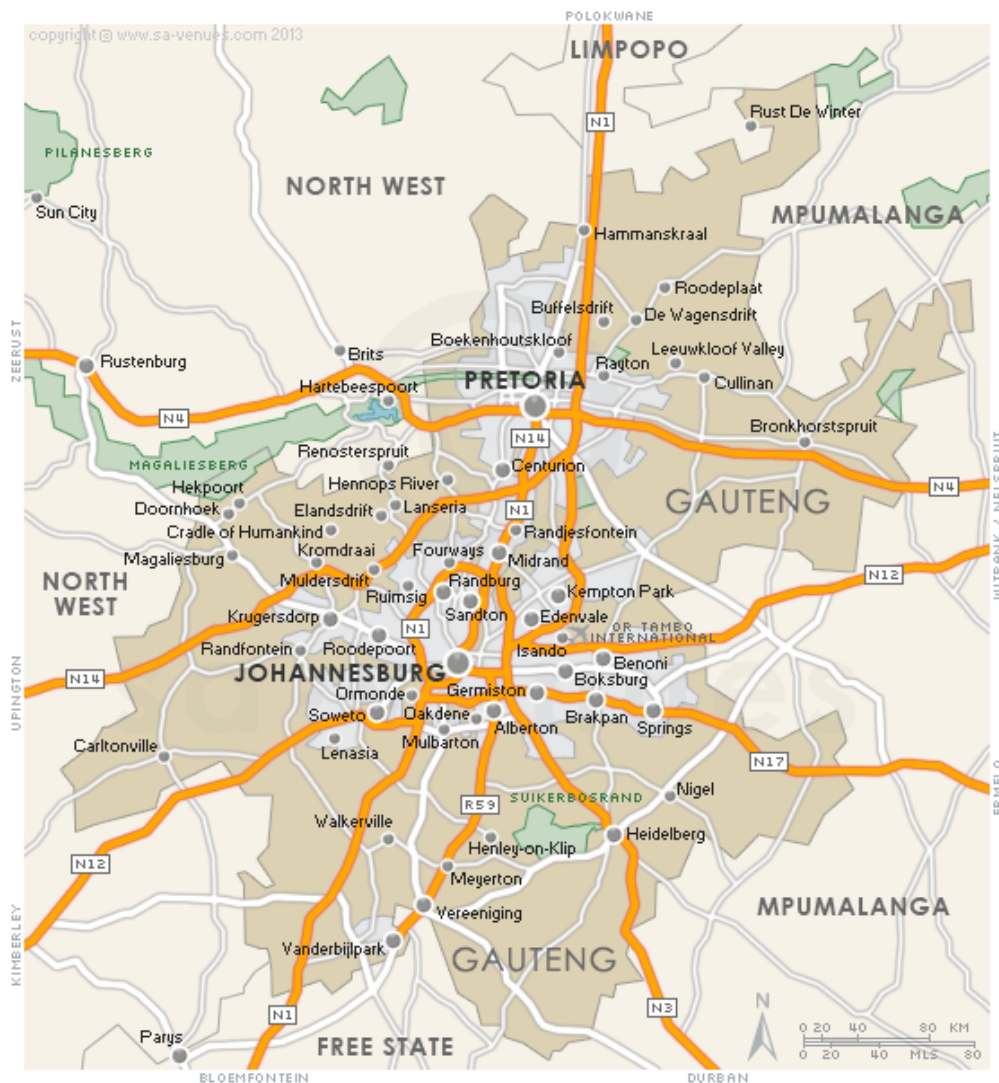 POLOKWANE
copyright@ www.sa-venues.com 2013
LIMPOPO
N1
Rust De Winter
PILANESBERG
NORTH WEST
Sun City
MPUMALANGA
Hammanskraal
Roodeplaat
Buffelsdrift
De Wagensdrift
ZEERUST
Boekenhoutskloof
Brits
Leeuwkloof Valley
Rustenburg
Rayton
PRETORIA
Cullinan
Hartebeespoort
N4
Bronkhorstspruit
N14
Renosterspruit
MAGALIESBERG
Centurion
Hennops River
Hekpoort
N4
GAUTENG
Doornhoek
Lanseria
Elandsdrift
N1
Cradle of Humankind
Randjesfontein
Kromdraai
Fourways
Magaliesburg
Midrand
NORTH
WEST
Muldersdrift
Randburg
N12
Ruimsig
Kempton Park
Sandton
Krugersdorp
Edenvale
N1
OR TAMBO
INTERNATIONAL
Randfontein
Roodepoort
Isando
Benoni
JOHANNESBURG
Boksburg
N14
UPINGTON
Ormonde
Germiston
Soweto
Oakdene
Brakpan
Springs
Alberton
Mulbarton
Carltonville
Lenasia
N17
ERMELO
Nigel
SUIKERBOSRAND
R59
Walkerville
Heidelberg
Henley-on-Klip
N12
Meyerton
MPUMALANGA
Vereeniging
KIMBERLEY
Vanderbijlpark
GAUTENG
N
N3
N1
0 20 40 80 KM
Parys
FREE STATE
0 20 40 MLS 80
BLOEMFONTEIN
DURBAN